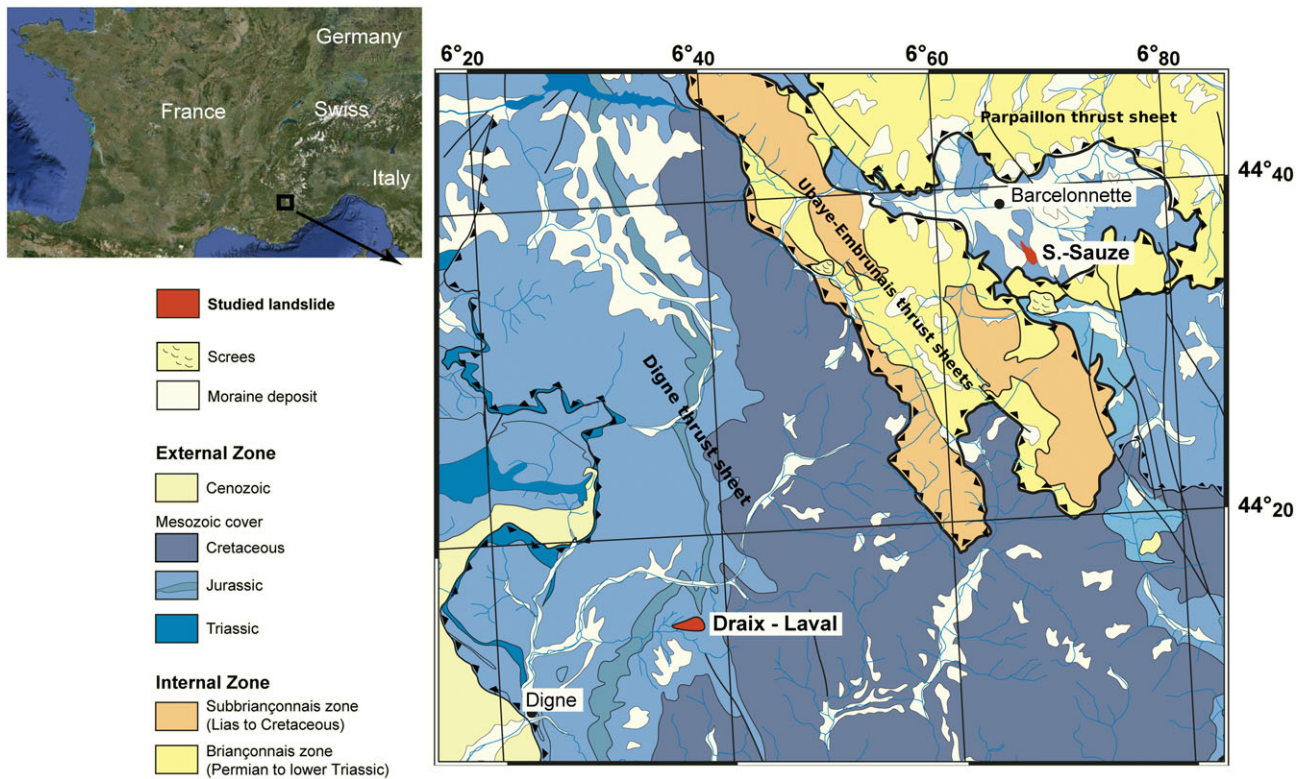 Germany
France
Swiss
Italy
Studied landslide
Screes
Moraine deposit
External Zone
Cenozoic
Mesozoic cover
Cretaceous
Jurassic
Triassic
Internal Zone
Subbriançonnais zone
(Lias to Cretaceous)
Briançonnais zone
(Permian to lower Triassic)
6°20
6°40
6°60
6°80
Parpaillon thrust sheet
44°40
Barcelonnette
Ubaye-Embrunais thrust sheets
S.-Sauze
Digne thrust sheet
44°20
Draix - Laval
Digne